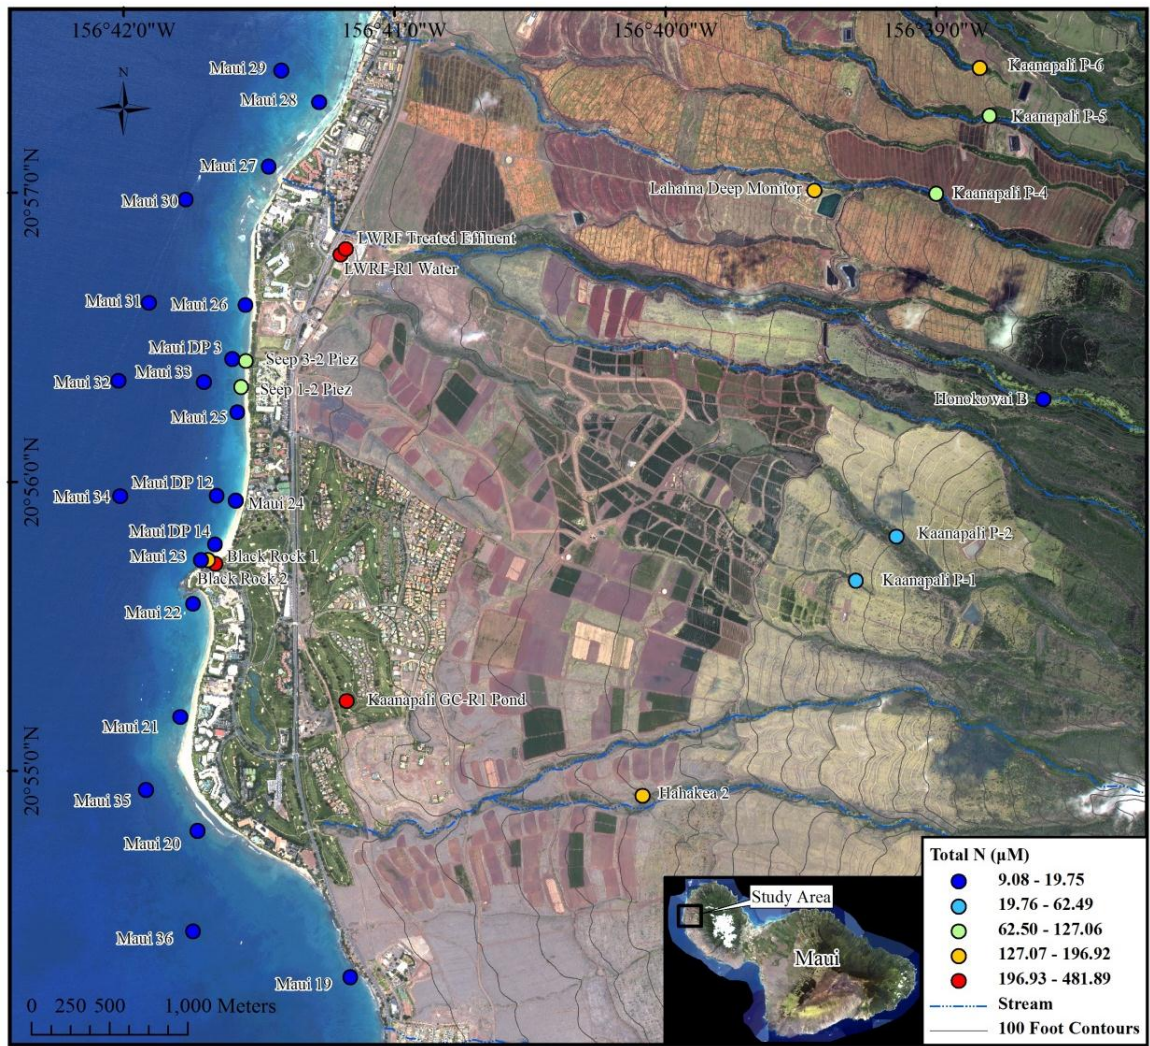 156°42'0"W
156°41'0"W
156°40'0"W
156°39'0"W
N
Maui 29
Kaanapali P-6
Maui 28
Kaanapali P-5
Maui 27
20°57'0"N
Lahaina Deep Monitor
Kaanapali P-4
Maui 30
LWRF Treated Effluent
LWRF-R1 Water
Maui 31
Maui 26
Maui DP 3
Seep 3-2 Piez
Maui 32
Maui 33
Seep 1-2 Piez
Honokowai B
Maui 25
20°56'0"N
Maui 34
Maui DP 12
Maui 24
Kaanapali P-2
Maui DP 14
Maui 23
Black Rock 1
Black Rock 2
Kaanapali P-1
Maui 22
Kaanapali GC-R1 Pond
Maui 21
20°55'0"N
Maui 35
Hahakea 2
Maui 20
Maui 36
Maui 19
0 250 500 1,000 Meters
Study Area
Maui
Total N (µM)
9.08 - 19.75
19.76 - 62.49
62.50 - 127.06
127.07 - 196.92
196.93 - 481.89
Stream
100 Foot Contours